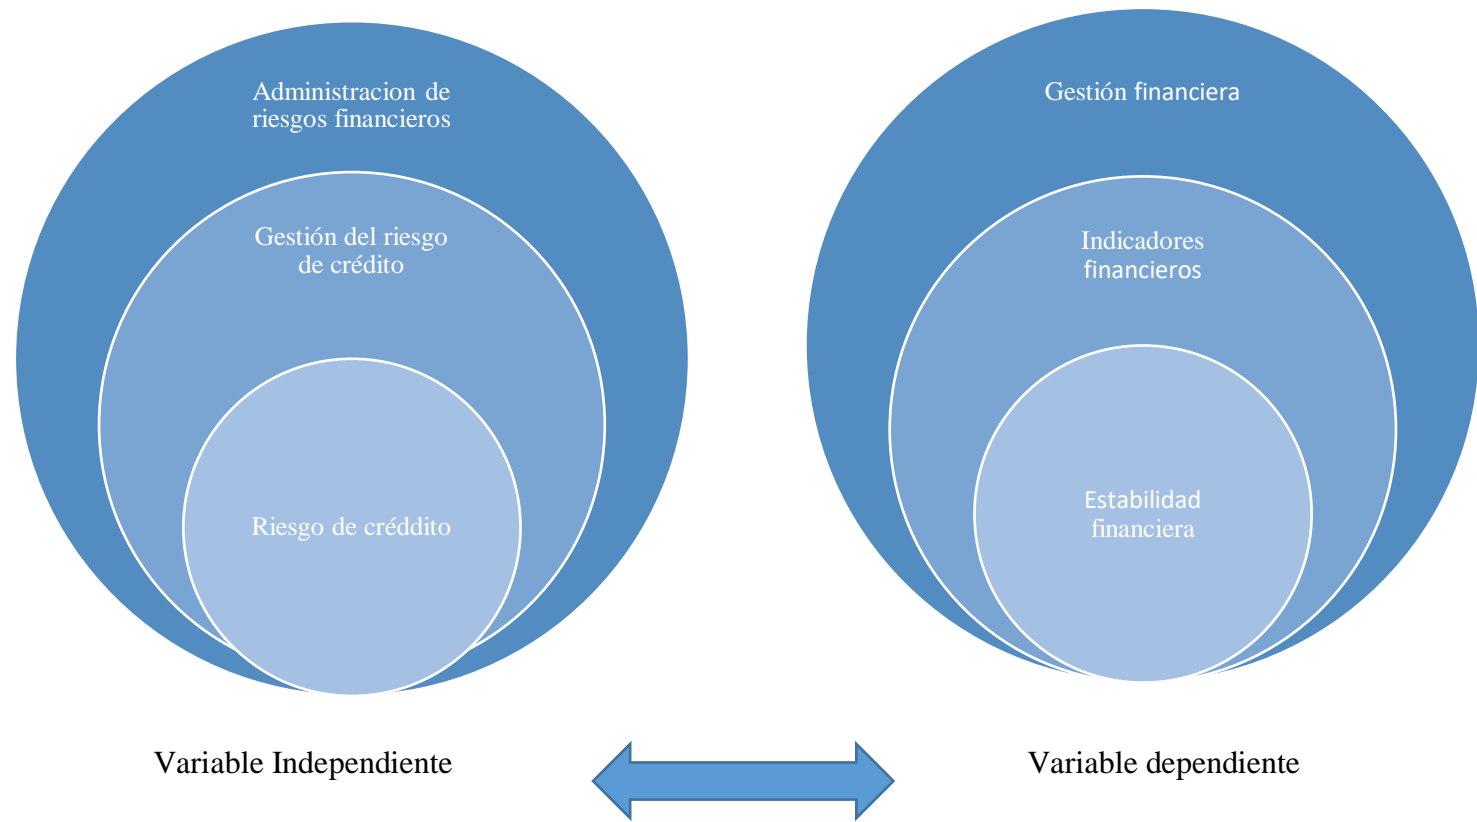 Administracion de
riesgos financieros
Gestión del riesgo
de crédito
Riesgo de créddito
Variable Independiente
Gestión financiera
Indicadores
financieros
Estabilidad
financiera
Variable dependiente